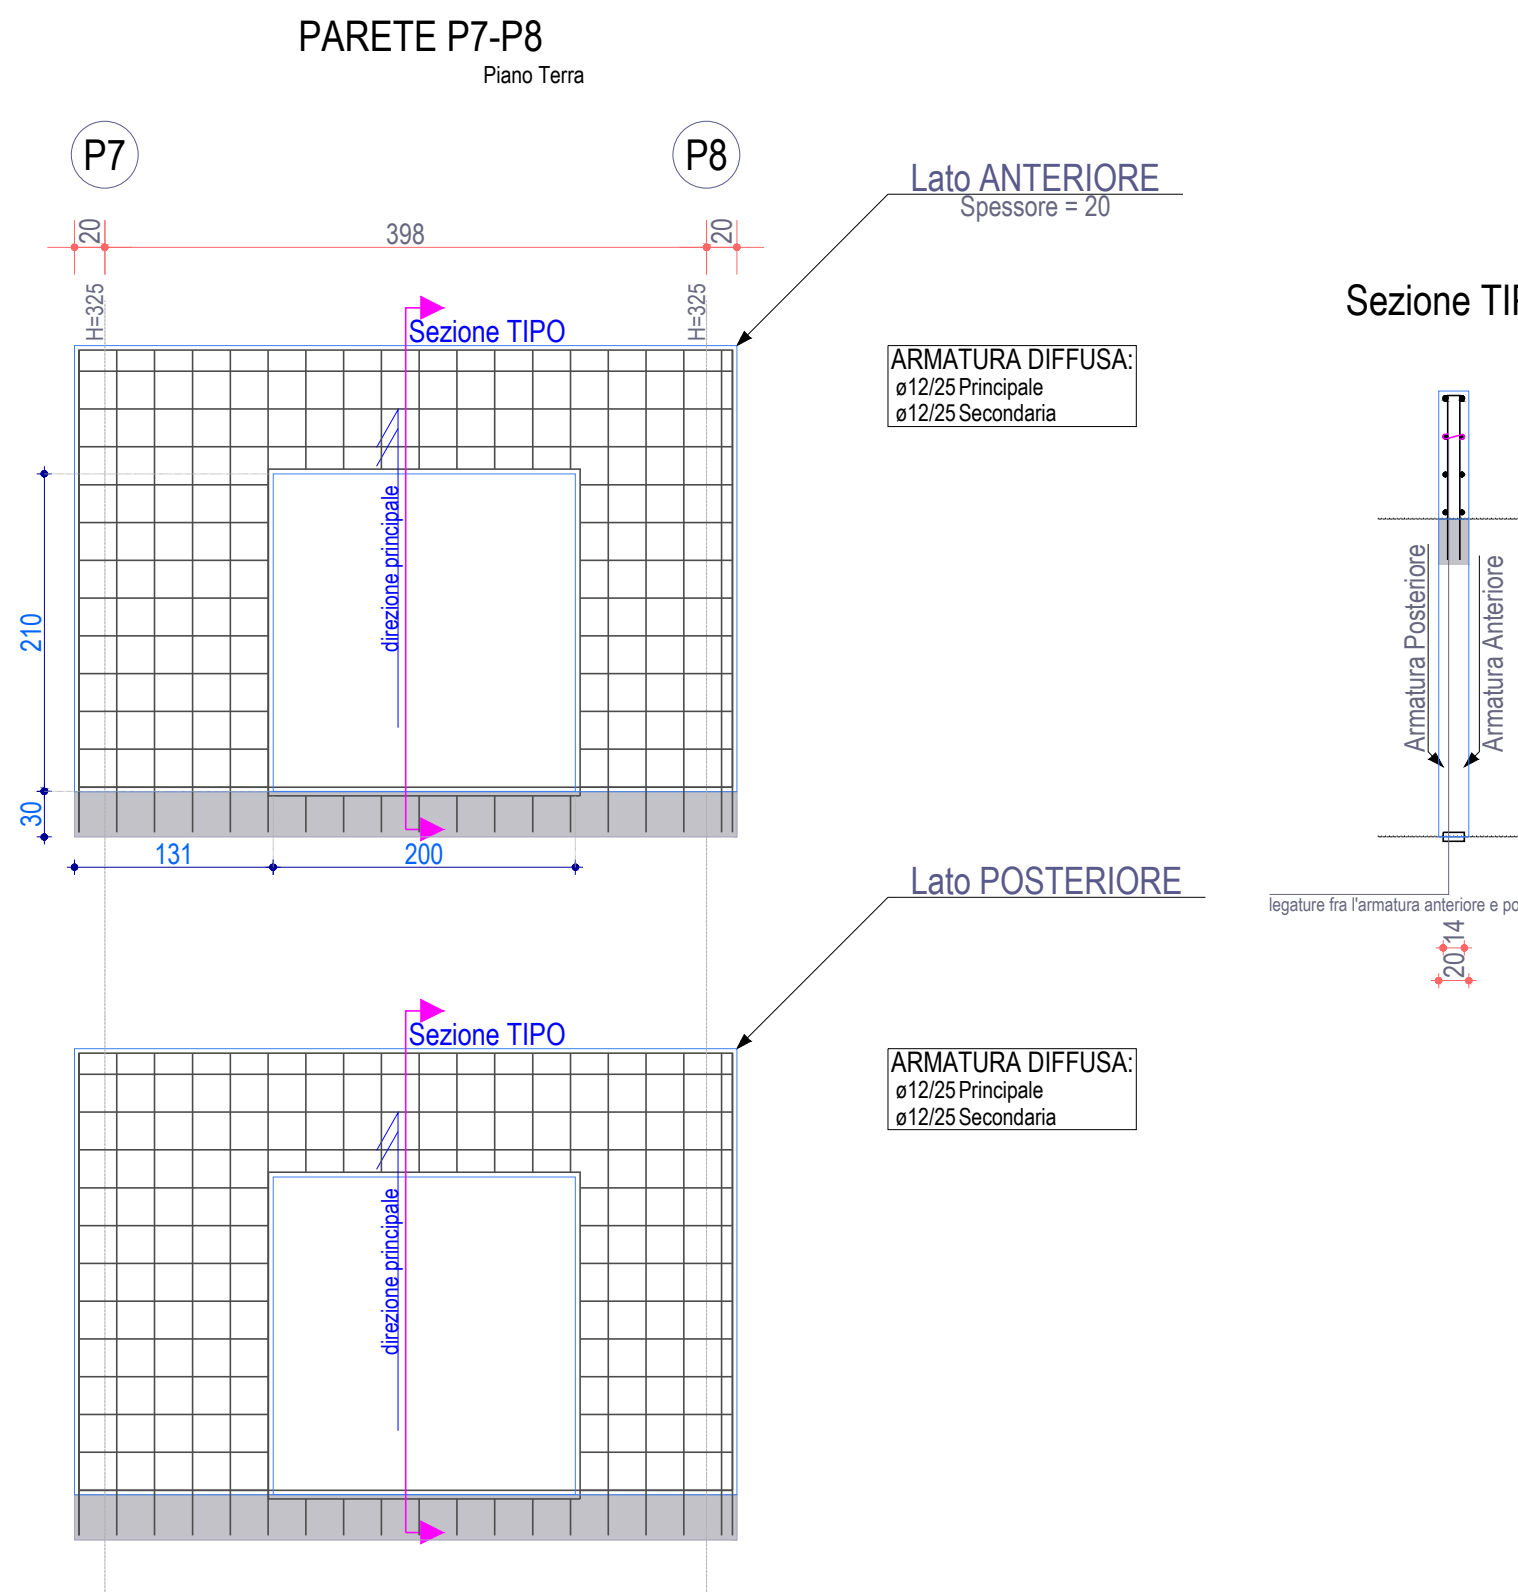 PARETE P7-P8
Piano Terra
P7
P8
20
398
20
H=325
H=325
Lato ANTERIORE
Spessore = 20
Sezione TIPO
ARMATURA DIFFUSA:
ø12/25 Principale
ø12/25 Secondaria
direzione principale
210
30
131
200
Sezione TIP
Armatura Posteriore
Armatura Anteriore
legature fra l'armatura anteriore e po
14
20
Lato POSTERIORE
Sezione TIPO
ARMATURA DIFFUSA:
ø12/25 Principale
ø12/25 Secondaria
direzione principale